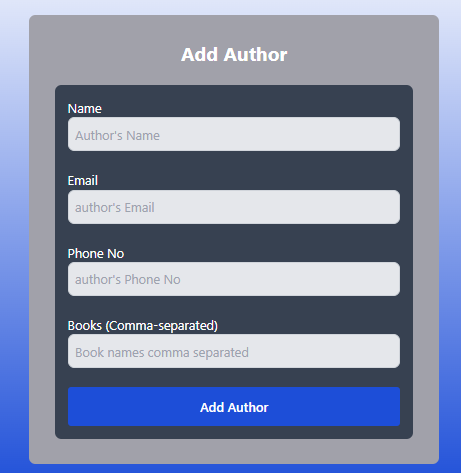 Add Author
Name
Author's Name
Email
author's Email
Phone No
author's Phone No
Books (Comma-separated)
Book names comma separated
Add Author